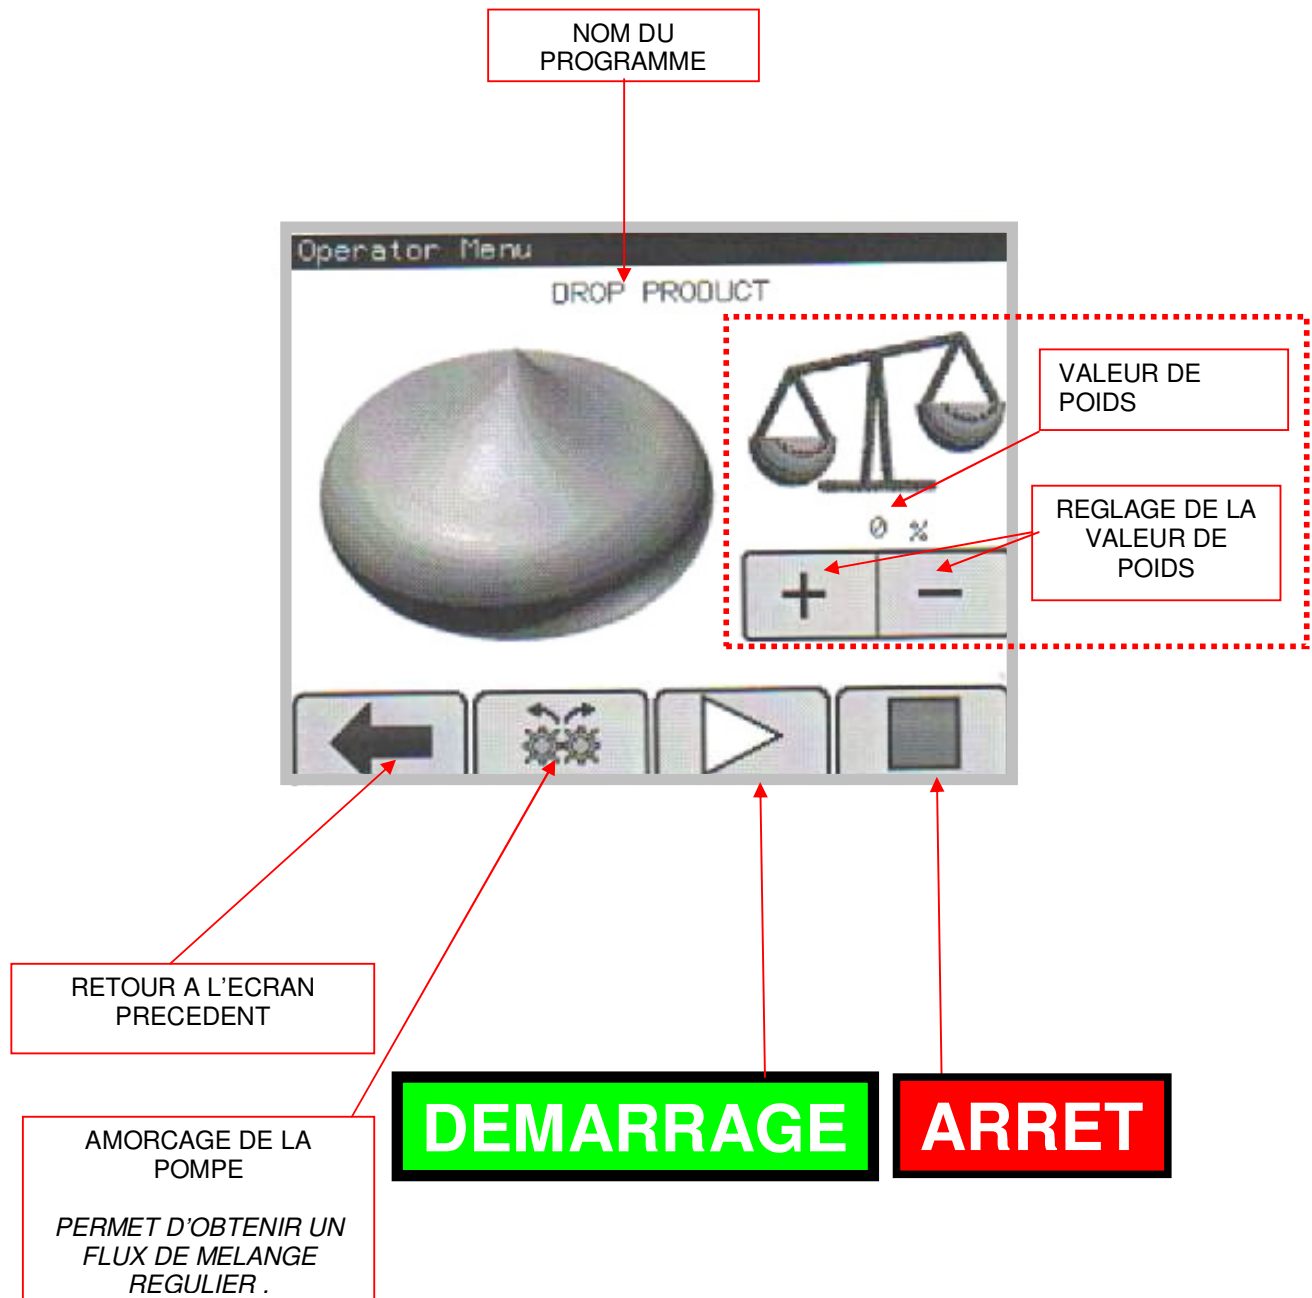 NOM DU
PROGRAMME
Operator Menu
DROP PRODUCT
VALEUR DE
POIDS
0 %
REGLAGE DE LA
VALEUR DE
POIDS
+ −
RETOUR A L'ECRAN
PRECEDENT
DEMARRAGE
ARRET
AMORCAGE DE LA
POMPE
PERMET D'OBTENIR UN
FLUX DE MELANGE
REGULIER .